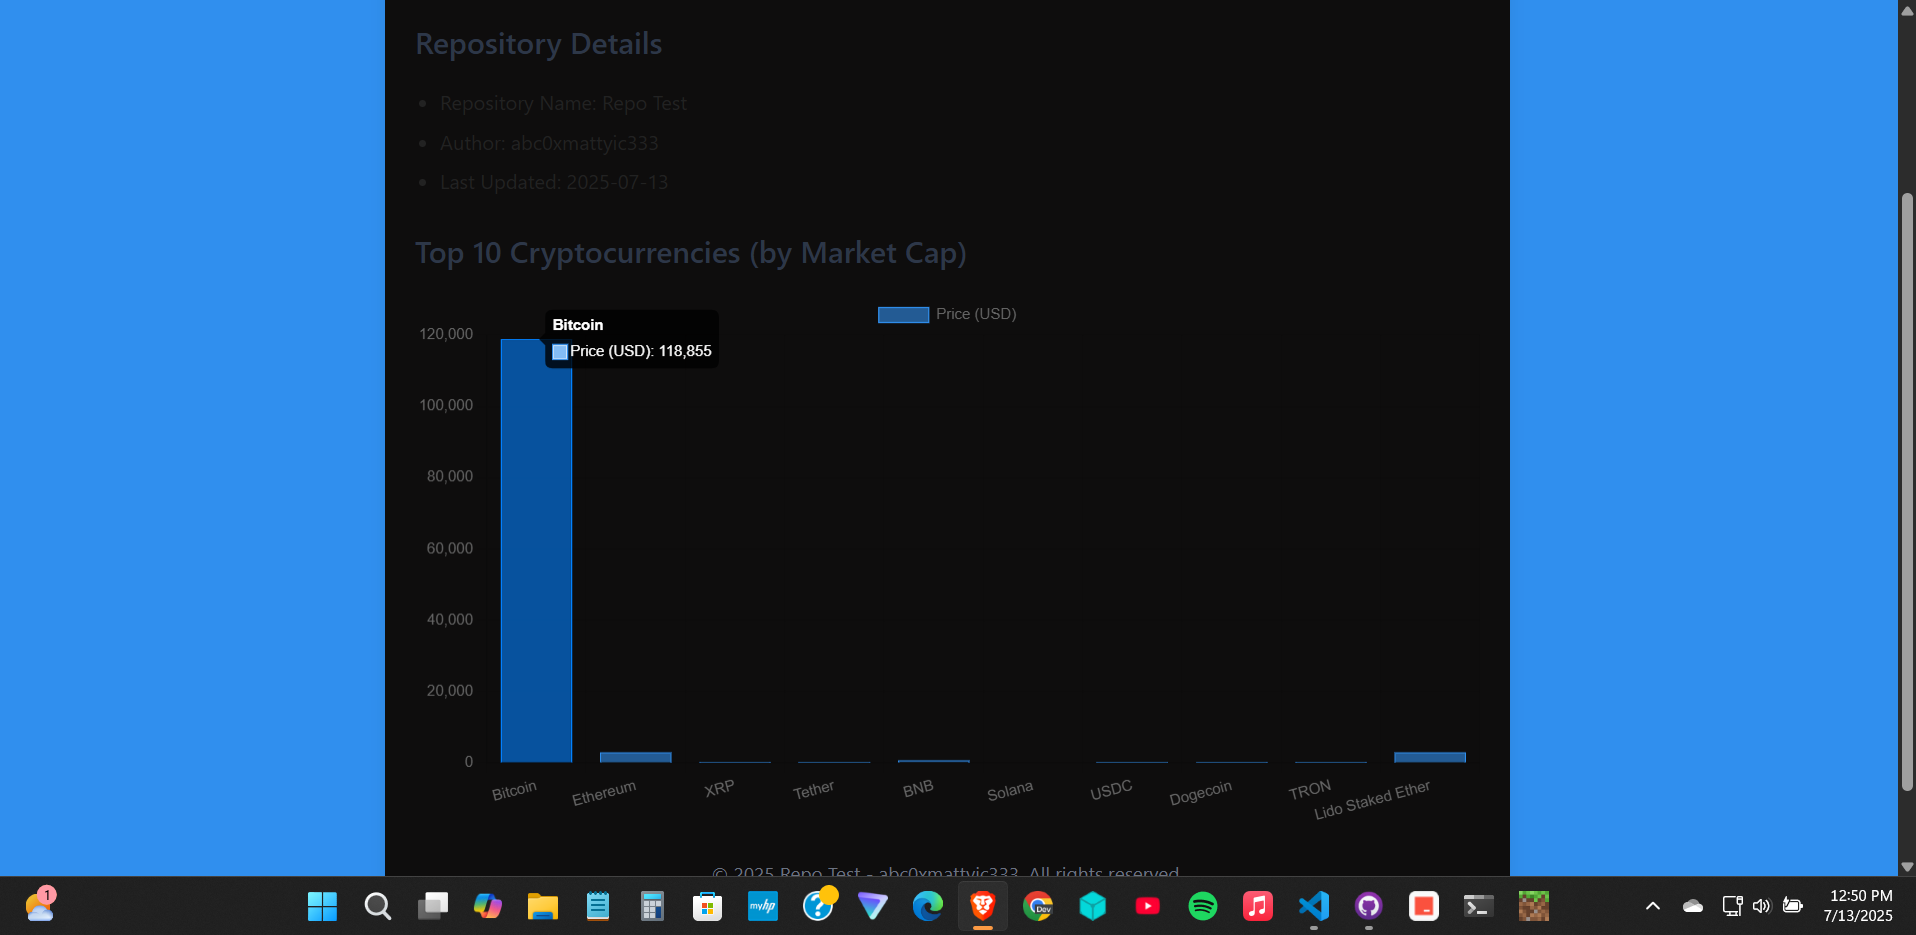 Repository Details
Repository Name: Repo Test
Author: abc0xmattyic333
Last Updated: 2025-07-13
Top 10 Cryptocurrencies (by Market Cap)
Price (USD)
Bitcoin
Price (USD): 118,855
120,000
100,000
80,000
60,000
40,000
20,000
0
Bitcoin
Ethereum
XRP
Tether
BNB
Solana
USDC
Dogecoin
TRON
Lido Staked Ether
© 2025 Repo Test - abc0xmattyic333. All rights reserved
1
myhp
Dev
12:50 PM
7/13/2025